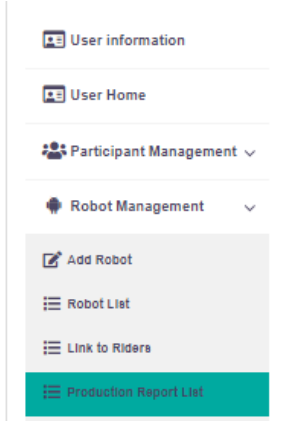 User information
User Home
Participant Management
Robot Management
Add Robot
Robot List
Link to Riders
Production Report List